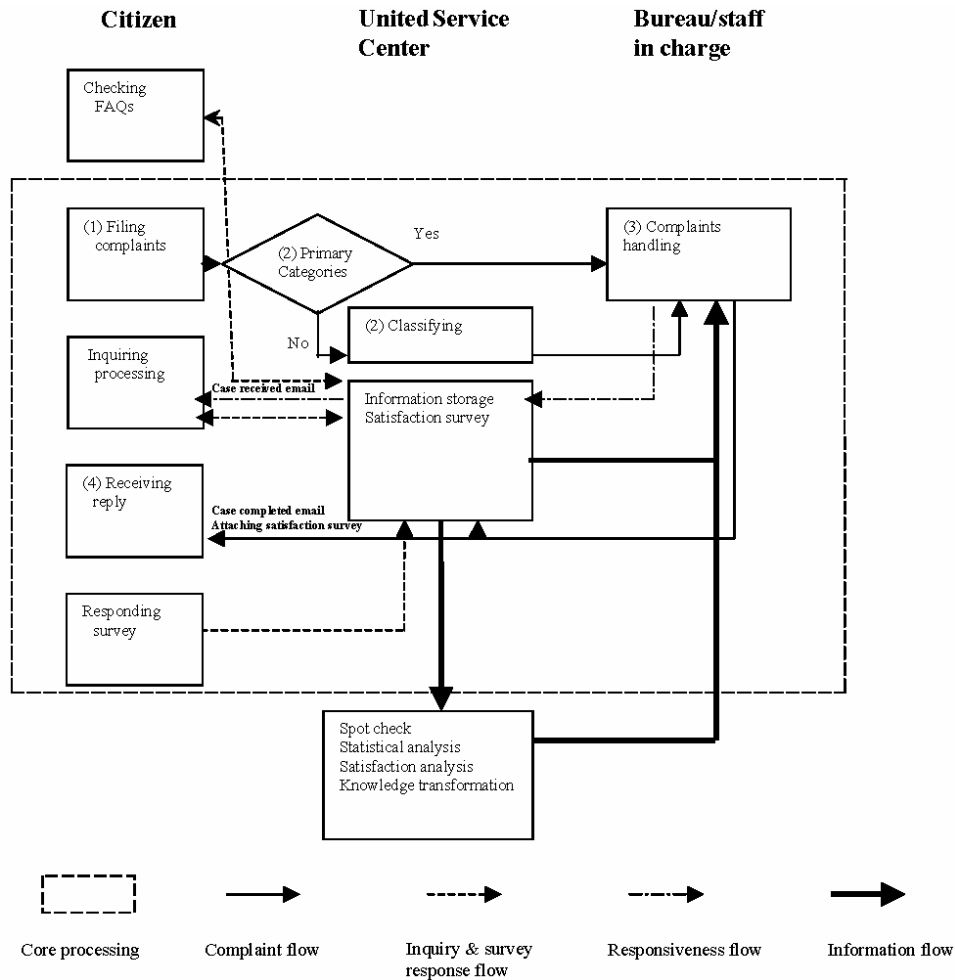 Citizen
United Service
Center
Bureau/staff
in charge
Checking
FAQs
(1) Filing
complaints
(2) Primary
Categories
Yes
(3) Complaints
handling
No
(2) Classifying
Inquiring
processing
Case received email
Information storage
Satisfaction survey
(4) Receiving
reply
Case completed email
Attaching satisfaction survey
Responding
survey
Spot check
Statistical analysis
Satisfaction analysis
Knowledge transformation
Core processing
Complaint flow
Inquiry & survey
response flow
Responsiveness flow
Information flow